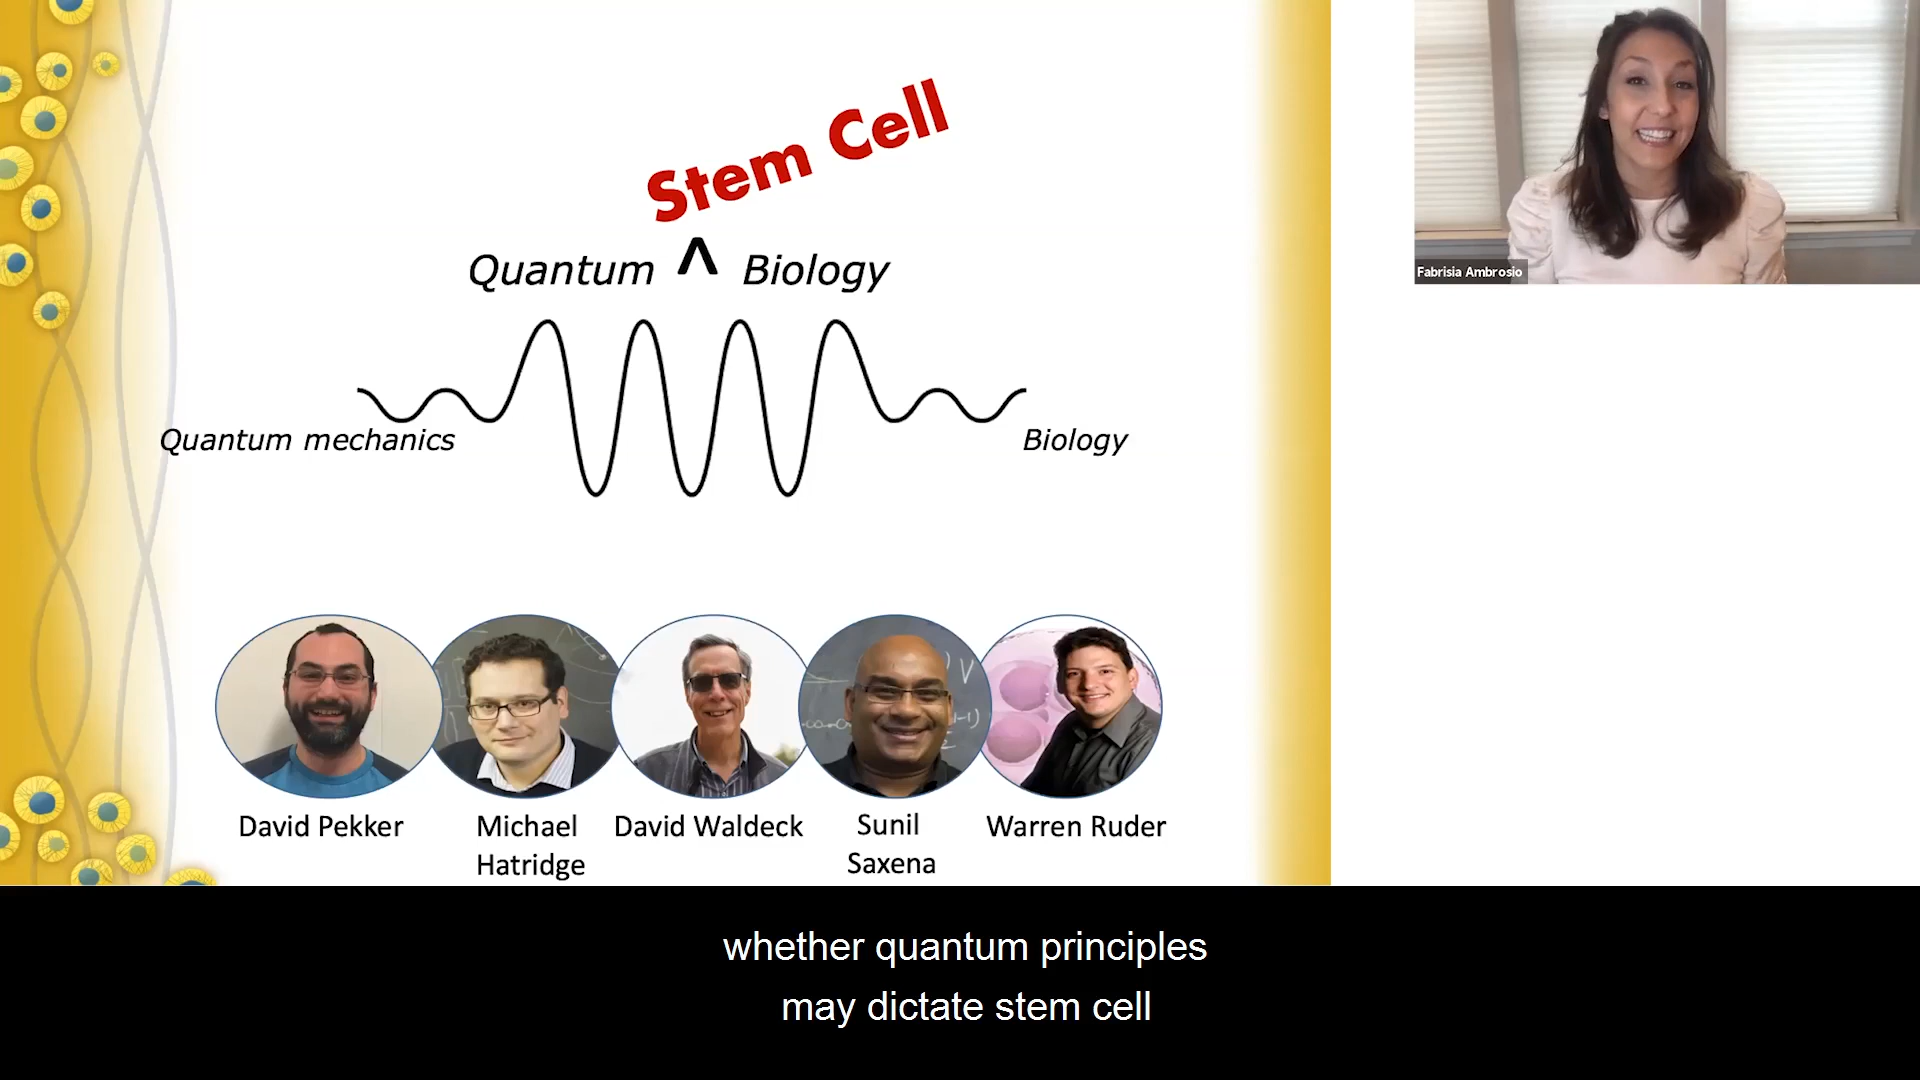 Stem Cell
Quantum ^ Biology
Quantum mechanics
Biology
David Pekker
Michael
Hatridge
David Waldeck
Sunil
Saxena
Warren Ruder
Fabrisia Ambrosio
whether quantum principles
may dictate stem cell